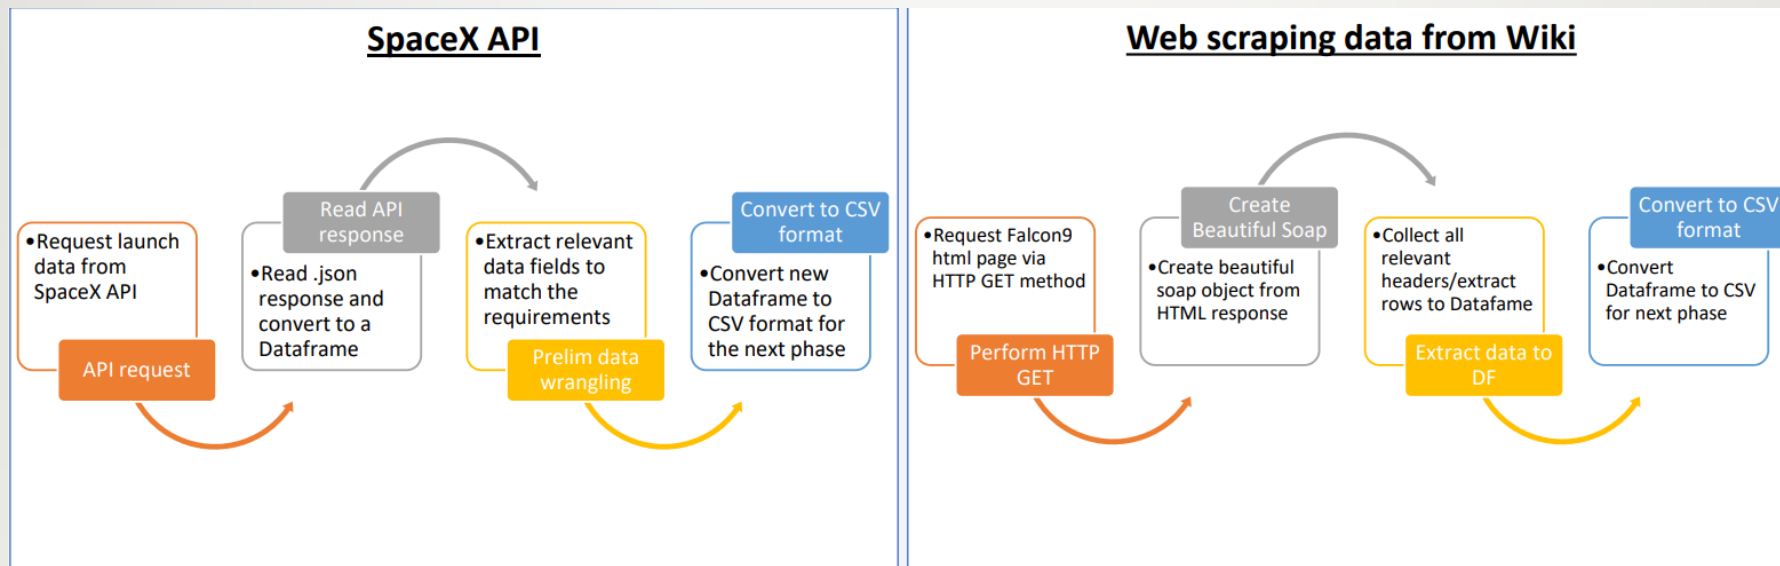 SpaceX API
•Request launch
data from
SpaceX API
API request
Read API
response
•Read .json
response and
convert to a
Dataframe
•Extract relevant
data fields to
match the
requirements
Prelim data
wrangling
Convert to CSV
format
•Convert new
Dataframe to
CSV format for
the next phase
Web scraping data from Wiki
•Request Falcon9
html page via
HTTP GET method
Perform HTTP
GET
Create
Beautiful Soap
•Create beautiful
soap object from
HTML response
•Collect all
relevant
headers/extract
rows to Datafame
Extract data to
DF
Convert to CSV
format
•Convert
Dataframe to CSV
for next phase